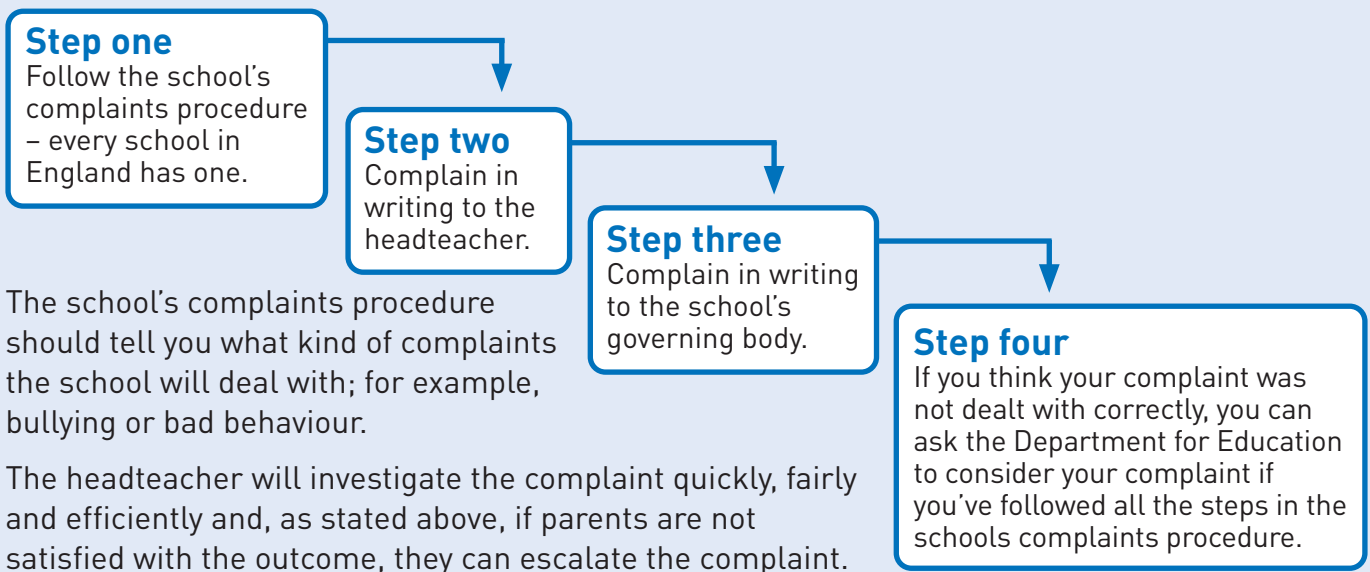 Step one
Follow the school’s
complaints procedure
– every school in
England has one.
Step two
Complain in
writing to the
headteacher.
Step three
Complain in writing
to the school’s
governing body.
Step four
If you think your complaint was
not dealt with correctly, you can
ask the Department for Education
to consider your complaint if
you’ve followed all the steps in the
schools complaints procedure.
The school’s complaints procedure
should tell you what kind of complaints
the school will deal with; for example,
bullying or bad behaviour.
The headteacher will investigate the complaint quickly, fairly
and efficiently and, as stated above, if parents are not
satisfied with the outcome, they can escalate the complaint.